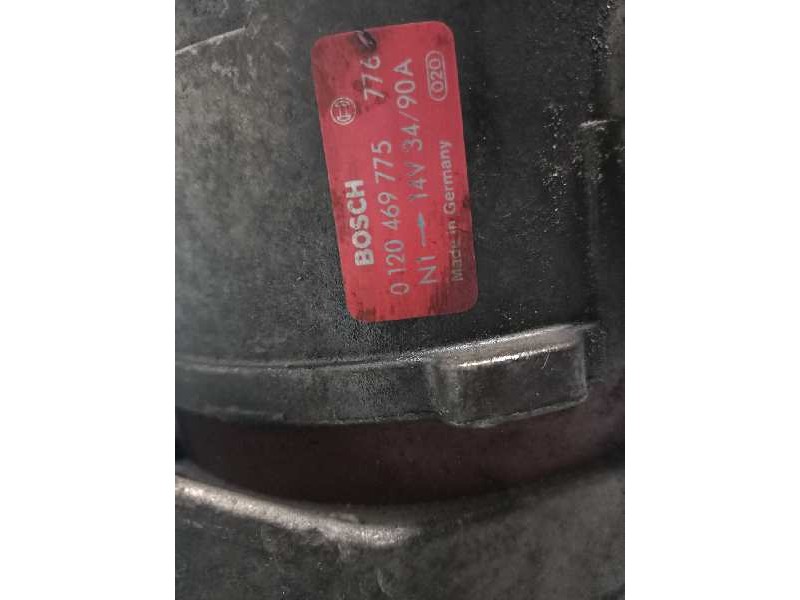 BOSCH
0 120 469 775 776
N1 → 14V 34/90A
Made in Germany 020